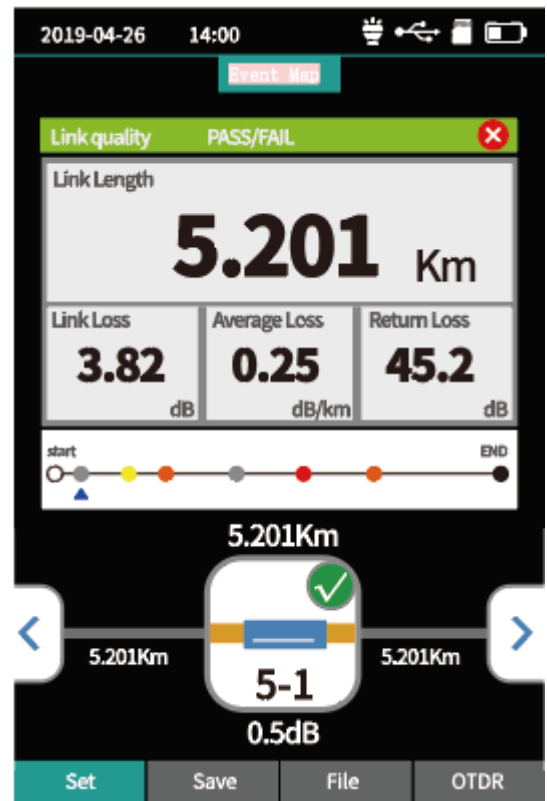 2019-04-26 14:00
Event Map
Link quality PASS/FAIL
Link Length
5.201 Km
Link Loss Average Loss Return Loss
3.82 0.25 45.2
dB dB/km dB
start END
5.201Km
5.201Km 5.201Km
5-1
0.5dB
Set Save File OTDR